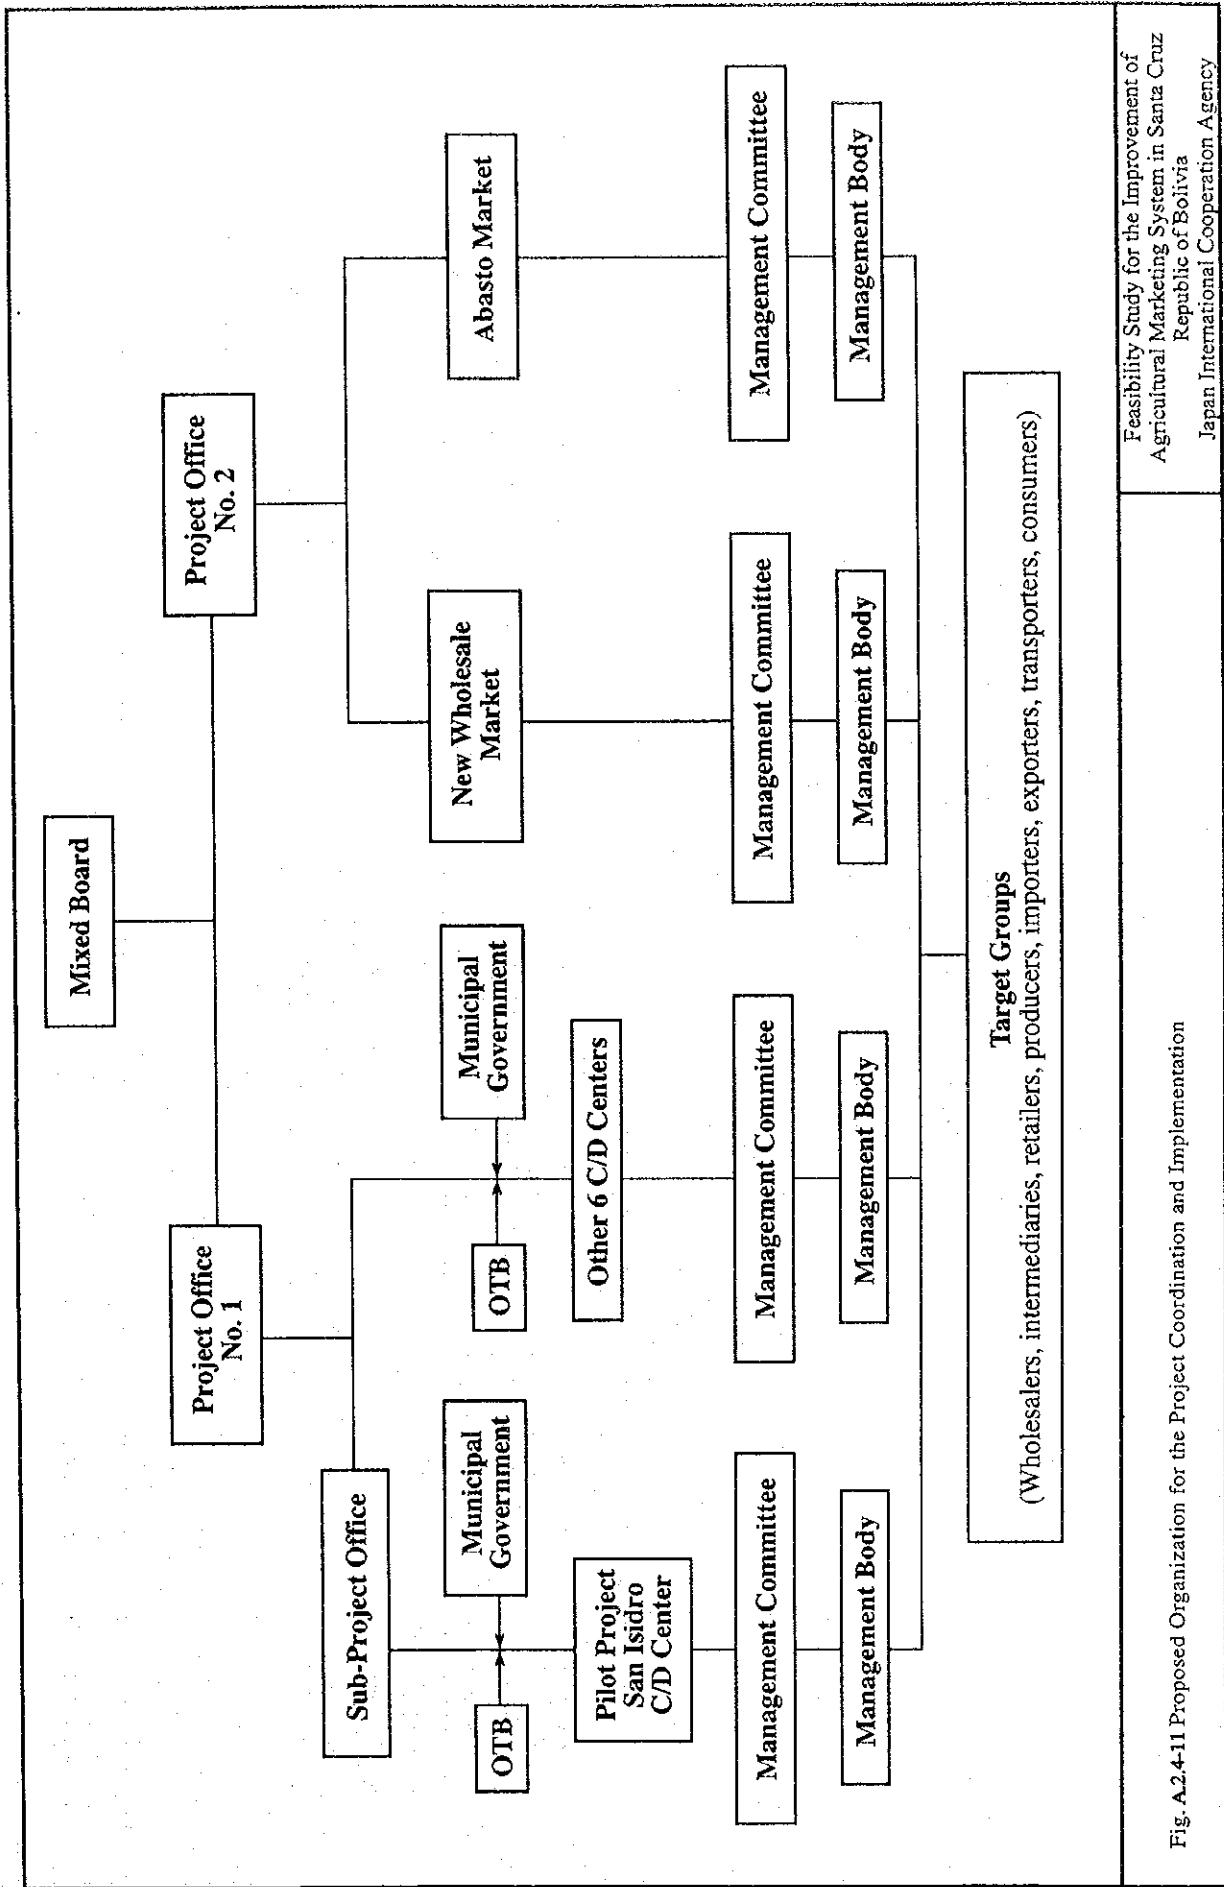 Mixed Board
Project Office
No. 1
Project Office
No. 2
Sub-Project Office
Municipal
Government
Municipal
Government
New Wholesale
Market
Abasto Market
OTB
OTB
Pilot Project
San Isidro
C/D Center
Other 6 C/D Centers
Management Committee
Management Committee
Management Committee
Management Committee
Management Body
Management Body
Management Body
Management Body
Target Groups
(Wholesalers, intermediaries, retailers, producers, importers, exporters, transporters, consumers)
Fig. A.2.4-11 Proposed Organization for the Project Coordination and Implementation
Feasibility Study for the Improvement of
Agricultural Marketing System in Santa Cruz
Republic of Bolivia
Japan International Cooperation Agency